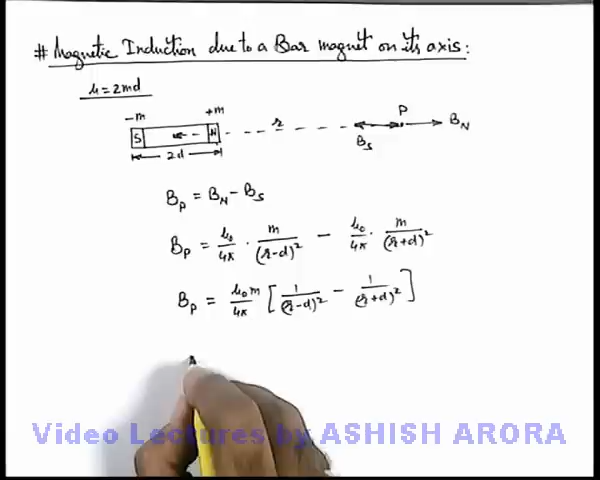 # Magnetic Induction due to a Bar magnet on its axis:
μ = 2md
-m +m
S N r P B_N
B_S
2d
B_P = B_N - B_S
B_P = μ₀/4π · m/(r-d)² - μ₀/4π · m/(r+d)²
B_P = μ₀m/4π [ 1/(r-d)² - 1/(r+d)² ]
Video Lectures by ASHISH ARORA